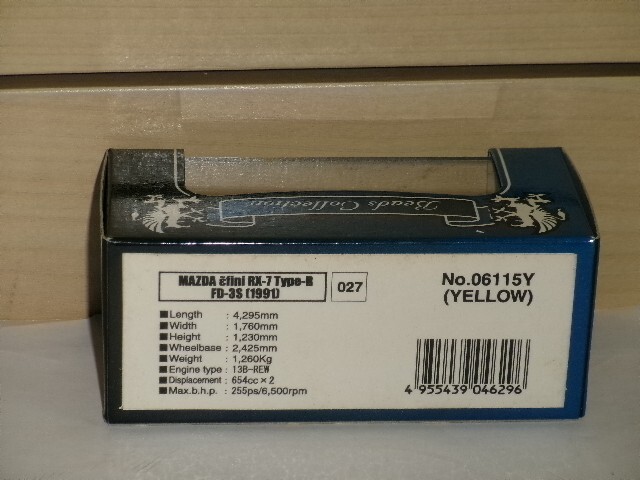 Beads Collection
MAZDA ẽfini RX-7 Type-R
FD-3S (1991)
027
No.06115Y
(YELLOW)
■Length : 4,295mm
■Width : 1,760mm
■Height : 1,230mm
■Wheelbase : 2,425mm
■Weight : 1,260Kg
■Engine type : 13B-REW
■Displacement : 654cc×2
■Max.b.h.p. : 255ps/6,500rpm
4 955439 046296